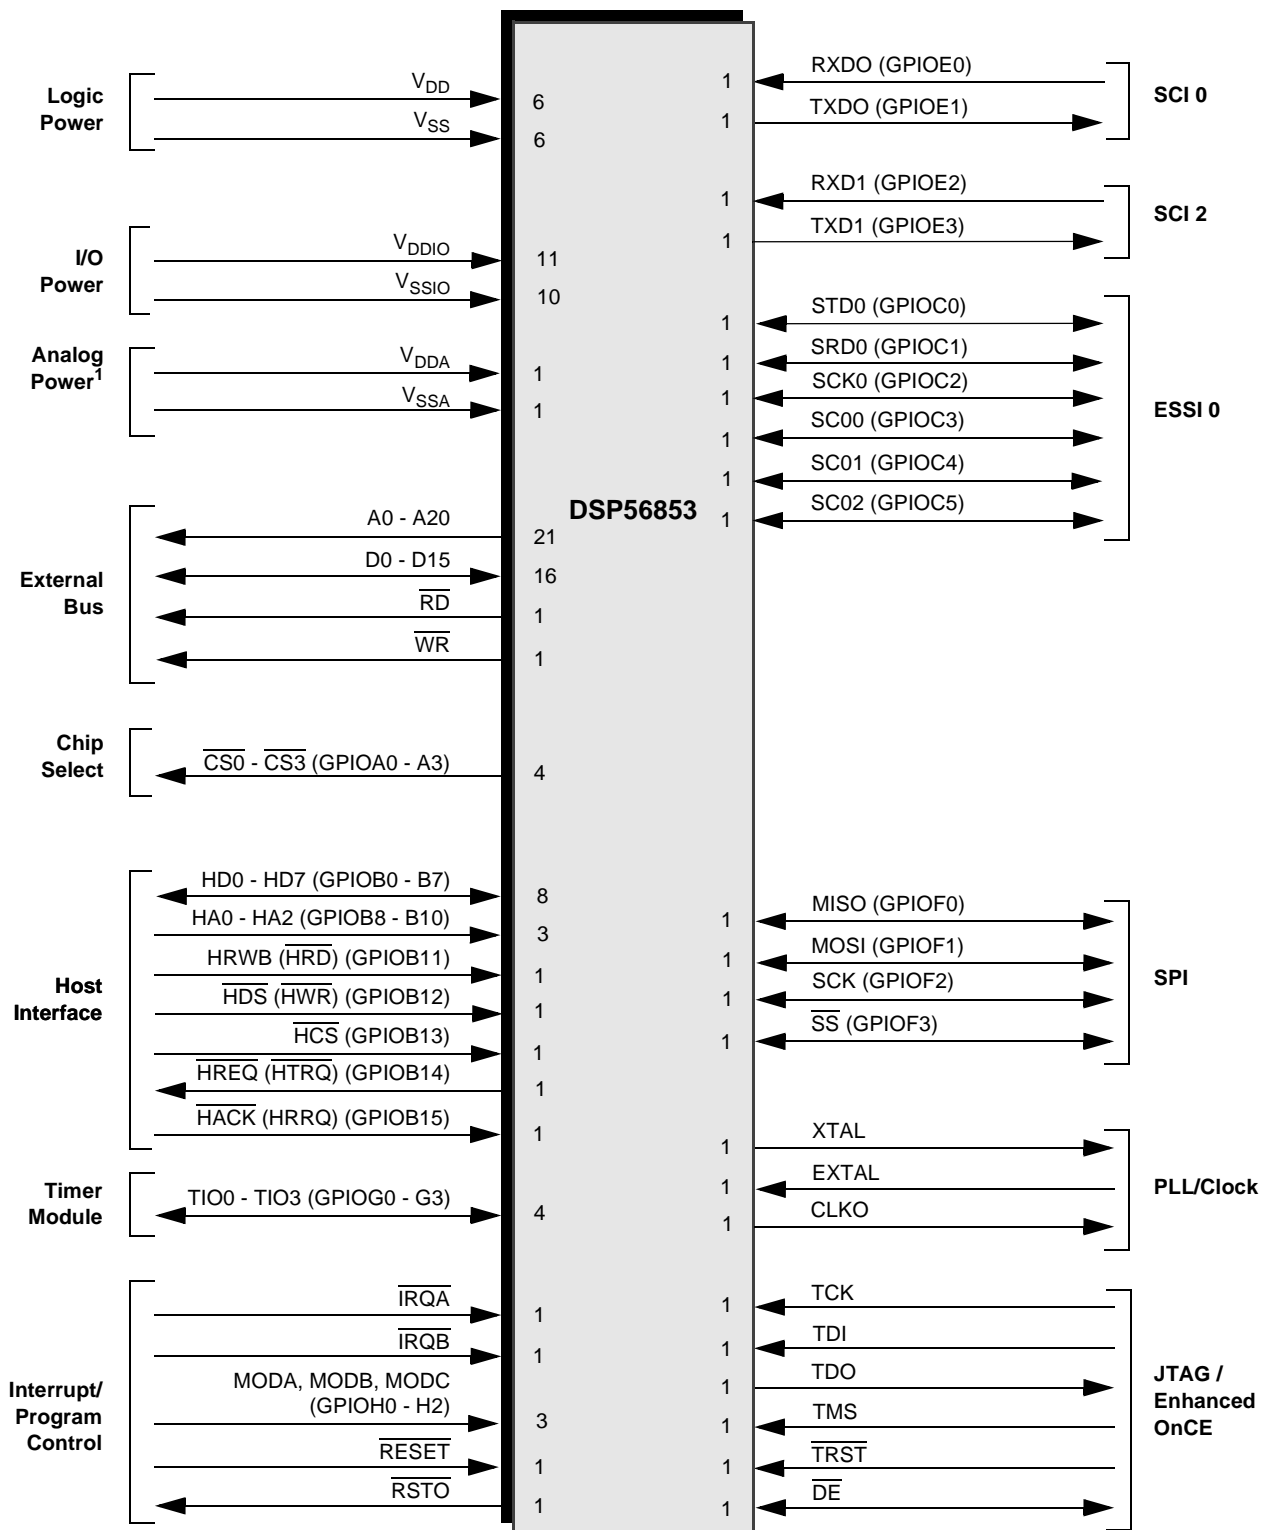 Logic
Power
VDD
6
VSS
6
I/O
Power
VDDIO
11
VSSIO
10
Analog
Power1
VDDA
1
VSSA
1
External
Bus
A0 - A20
21
D0 - D15
16
RD
1
WR
1
Chip
Select
CS0 - CS3 (GPIOA0 - A3)
4
Host
Interface
HD0 - HD7 (GPIOB0 - B7)
8
HA0 - HA2 (GPIOB8 - B10)
3
HRWB (HRD) (GPIOB11)
1
HDS (HWR) (GPIOB12)
1
HCS (GPIOB13)
1
HREQ (HTRQ) (GPIOB14)
1
HACK (HRRQ) (GPIOB15)
1
Timer
Module
TIO0 - TIO3 (GPIOG0 - G3)
4
Interrupt/
Program
Control
IRQA
1
IRQB
1
MODA, MODB, MODC
(GPIOH0 - H2)
3
RESET
1
RSTO
1
DSP56853
1
RXDO (GPIOE0)
1
TXDO (GPIOE1)
SCI 0
1
RXD1 (GPIOE2)
1
TXD1 (GPIOE3)
SCI 2
1
STD0 (GPIOC0)
1
SRD0 (GPIOC1)
1
SCK0 (GPIOC2)
1
SC00 (GPIOC3)
1
SC01 (GPIOC4)
1
SC02 (GPIOC5)
ESSI 0
1
MISO (GPIOF0)
1
MOSI (GPIOF1)
1
SCK (GPIOF2)
1
SS (GPIOF3)
SPI
1
XTAL
1
EXTAL
1
CLKO
PLL/Clock
1
TCK
1
TDI
1
TDO
1
TMS
1
TRST
1
DE
JTAG /
Enhanced
OnCE